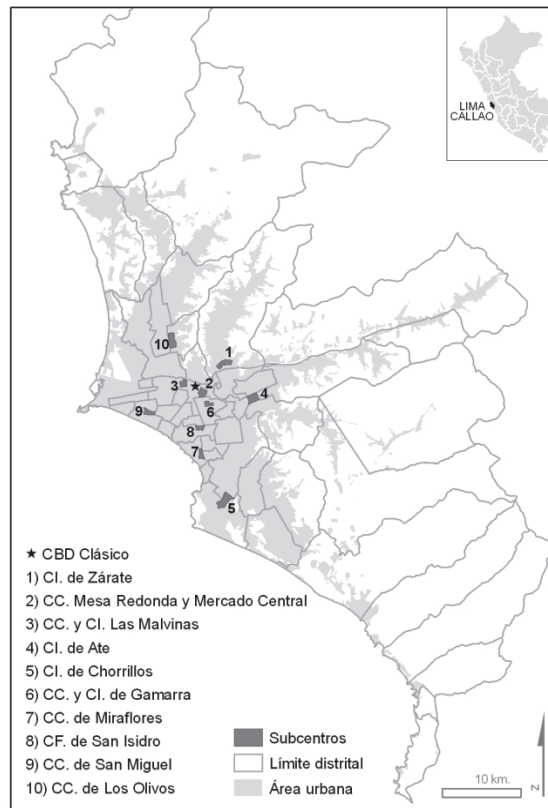 LIMA
CALLAO
10
1
3
2
4
6
9
8
7
5
★ CBD Clásico
1) CI. de Zárate
2) CC. Mesa Redonda y Mercado Central
3) CC. y CI. Las Malvinas
4) CI. de Ate
5) CI. de Chorrillos
6) CC. y CI. de Gamarra
7) CC. de Miraflores
8) CF. de San Isidro
9) CC. de San Miguel
10) CC. de Los Olivos
Subcentros
Límite distrital
Área urbana
10 km.
N